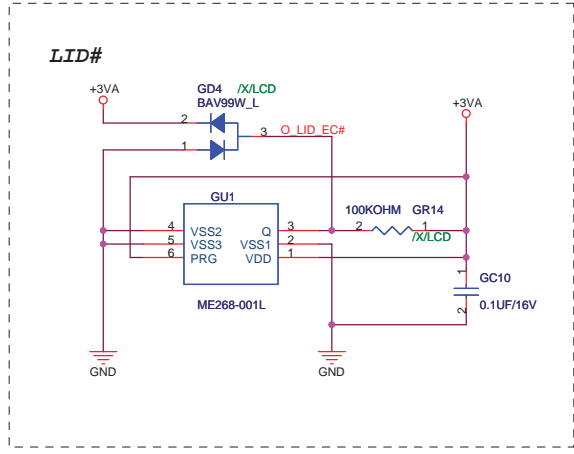 LID#
+3VA
GD4 /X/LCD
BAV99W_L
+3VA
2
3 O_LID_EC#
1
GU1
100KOHM GR14
4 VSS2 Q 3
2 1
/X/LCD
5 VSS3 VSS1 2
6 PRG VDD 1
1
GC10
ME268-001L
0.1UF/16V
2
GND
GND